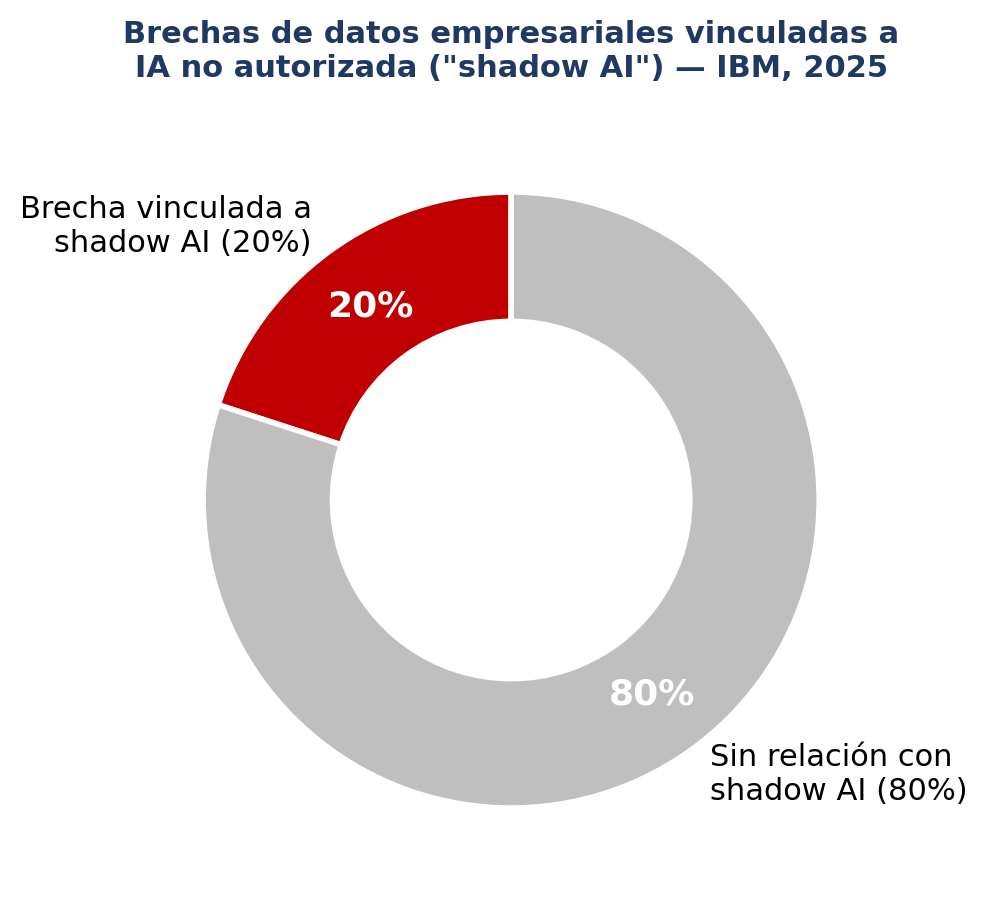 Brechas de datos empresariales vinculadas a
IA no autorizada ("shadow AI") — IBM, 2025
Brecha vinculada a
shadow AI (20%)
20%
80%
Sin relación con
shadow AI (80%)